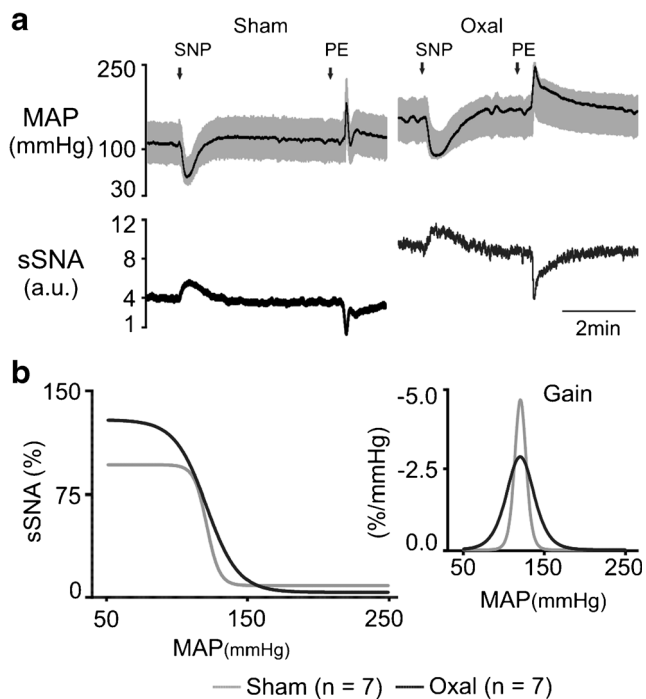 a
Sham
Oxal
SNP
PE
SNP
PE
250
MAP
(mmHg)
100
30
12
sSNA
(a.u.)
8
4
1
2min
b
150
sSNA (%)
75
0
50
150
250
MAP(mmHg)
Gain
-5.0
(%/mmHg)
-2.5
0.0
50
150
250
MAP(mmHg)
Sham (n = 7)
Oxal (n = 7)